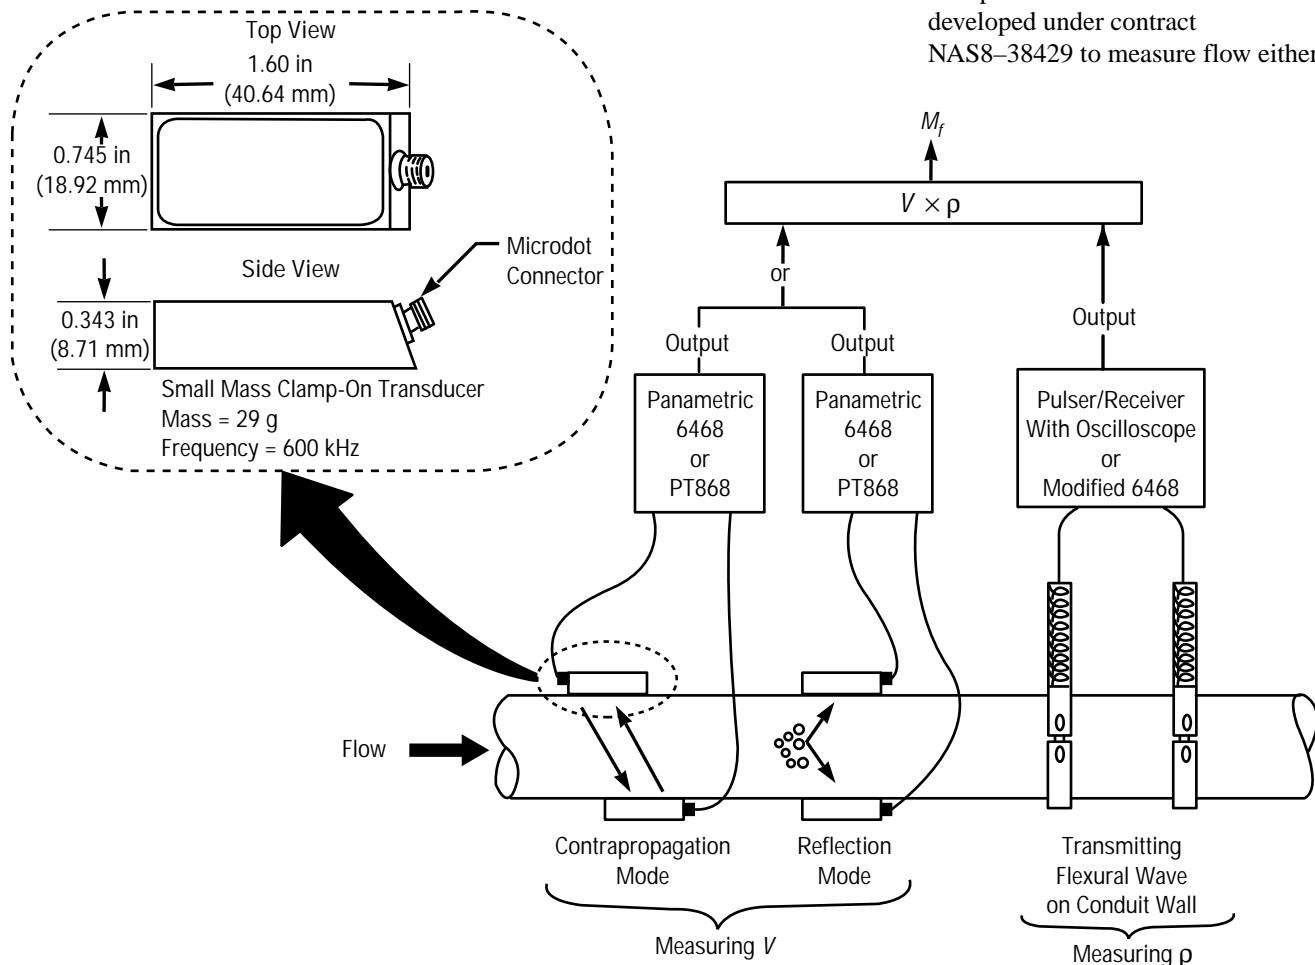 developed under contract
NAS8–38429 to measure flow either
Top View
1.60 in
(40.64 mm)
0.745 in
(18.92 mm)
Side View
Microdot
Connector
0.343 in
(8.71 mm)
Small Mass Clamp-On Transducer
Mass = 29 g
Frequency = 600 kHz
Mf
V × ρ
or
Output
Output
Output
Panametric
6468
or
PT868
Panametric
6468
or
PT868
Pulser/Receiver
With Oscilloscope
or
Modified 6468
Flow
Contrapropagation
Mode
Reflection
Mode
Transmitting
Flexural Wave
on Conduit Wall
Measuring V
Measuring ρ